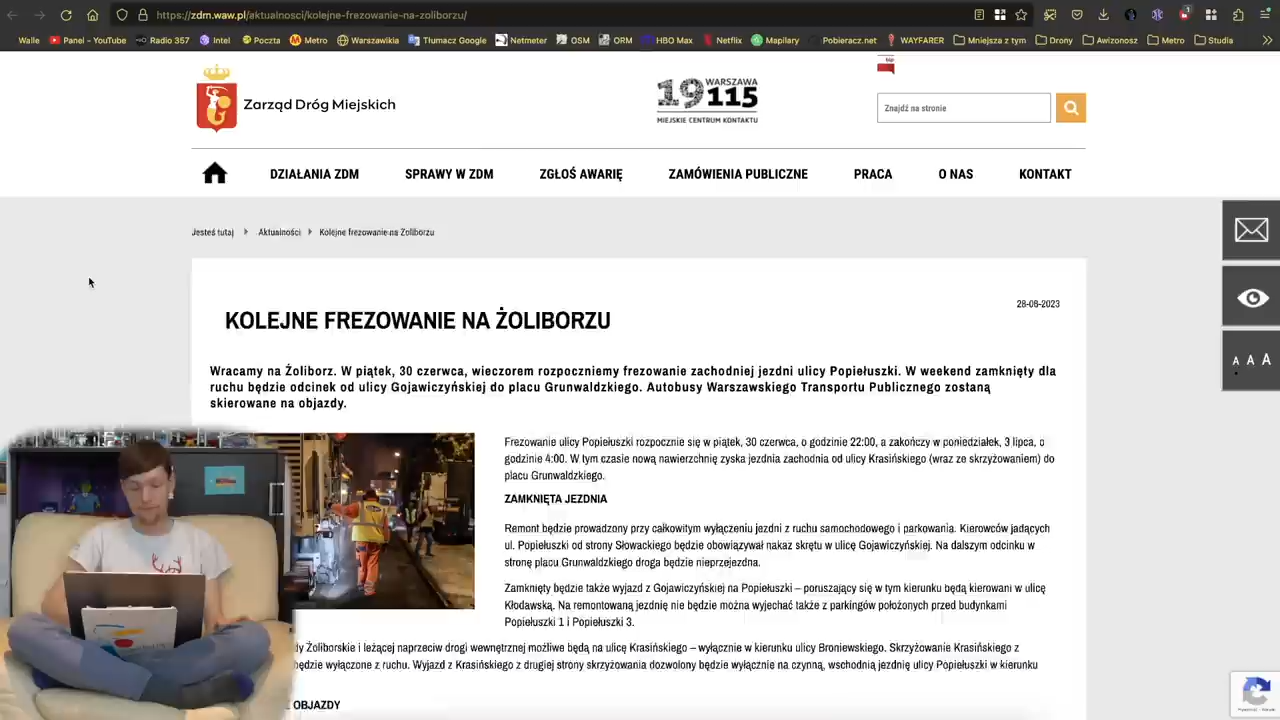 https://zdm.waw.pl/aktualnosci/kolejne-frezowanie-na-zoliborzu/
Walle Psi – YouTube Radio 357 Intel Poczta Metro Warszawikia Tłumacz Google Netmeter OSM ORM HBO Max Netflix Mapilary Pobieracz.net WAYFARER Mniejsza z tym Drony Awizonosz Metro Studia
bip
Zarząd Dróg Miejskich
19115
WARSZAWA
MIEJSKIE CENTRUM KONTAKTU
Znajdź na stronie
DZIAŁANIA ZDM SPRAWY W ZDM ZGŁOŚ AWARIĘ ZAMÓWIENIA PUBLICZNE PRACA O NAS KONTAKT
Jesteś tutaj Aktualności Kolejne frezowanie na Żoliborzu
28-06-2023
KOLEJNE FREZOWANIE NA ŻOLIBORZU
A A A
Wracamy na Żoliborz. W piątek, 30 czerwca, wieczorem rozpoczniemy frezowanie zachodniej jezdni ulicy Popiełuszki. W weekend zamknięty dla
ruchu będzie odcinek od ulicy Gojawiczyńskiej do placu Grunwaldzkiego. Autobusy Warszawskiego Transportu Publicznego zostaną
skierowane na objazdy.
Frezowanie ulicy Popiełuszki rozpocznie się w piątek, 30 czerwca, o godzinie 22:00, a zakończy w poniedziałek, 3 lipca, o
godzinie 4:00. W tym czasie nową nawierzchnię zyska jezdnia zachodnia od ulicy Krasińskiego (wraz ze skrzyżowaniem) do
placu Grunwaldzkiego.
ZAMKNIĘTA JEZDNIA
Remont będzie prowadzony przy całkowitym wyłączeniu jezdni z ruchu samochodowego i parkowania. Kierowców jadących
ul. Popiełuszki od strony Słowackiego będzie obowiązywał nakaz skrętu w ulicę Gojawiczyńskiej. Na dalszym odcinku w
stronę placu Grunwaldzkiego droga będzie nieprzejezdna.
Zamknięty będzie także wyjazd z Gojawiczyńskiej na Popiełuszki – poruszający się w tym kierunku będą kierowani w ulicę
Kłodawską. Na remontowaną jezdnię nie będzie można wyjechać także z parkingów położonych przed budynkami
Popiełuszki 1 i Popiełuszki 3.
dy Żoliborskie i leżącej naprzeciw drogi wewnętrznej możliwe będą na ulicę Krasińskiego – wyłącznie w kierunku ulicy Broniewskiego. Skrzyżowanie Krasińskiego z
będzie wyłączone z ruchu. Wyjazd z Krasińskiego z drugiej strony skrzyżowania dozwolony będzie wyłącznie na czynną, wschodnią jezdnię ulicy Popiełuszki w kierunku
OBJAZDY